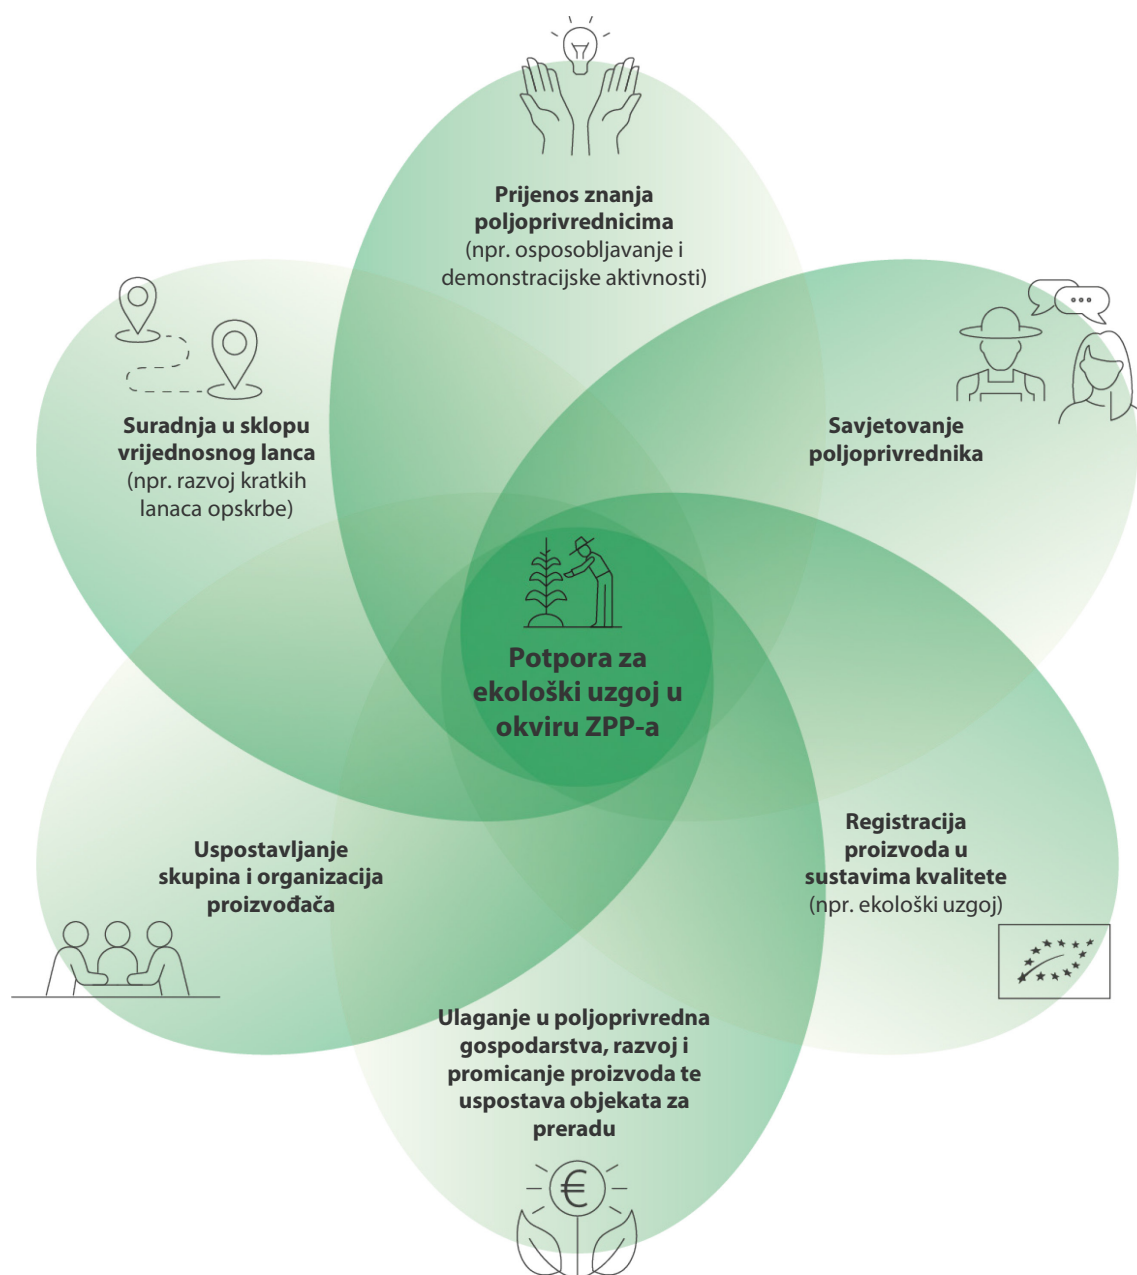 Prijenos znanja
poljoprivrednicima
(npr. osposobljavanje i
demonstracijske aktivnosti)
Suradnja u sklopu
vrijednosnog lanca
(npr. razvoj kratkih
lanaca opskrbe)
Savjetovanje
poljoprivrednika
Potpora za
ekološki uzgoj u
okviru ZPP-a
Uspostavljanje
skupina i organizacija
proizvođača
Registracija
proizvoda u
sustavima kvalitete
(npr. ekološki uzgoj)
Ulaganje u poljoprivredna
gospodarstva, razvoj i
promicanje proizvoda te
uspostava objekata za
preradu
€